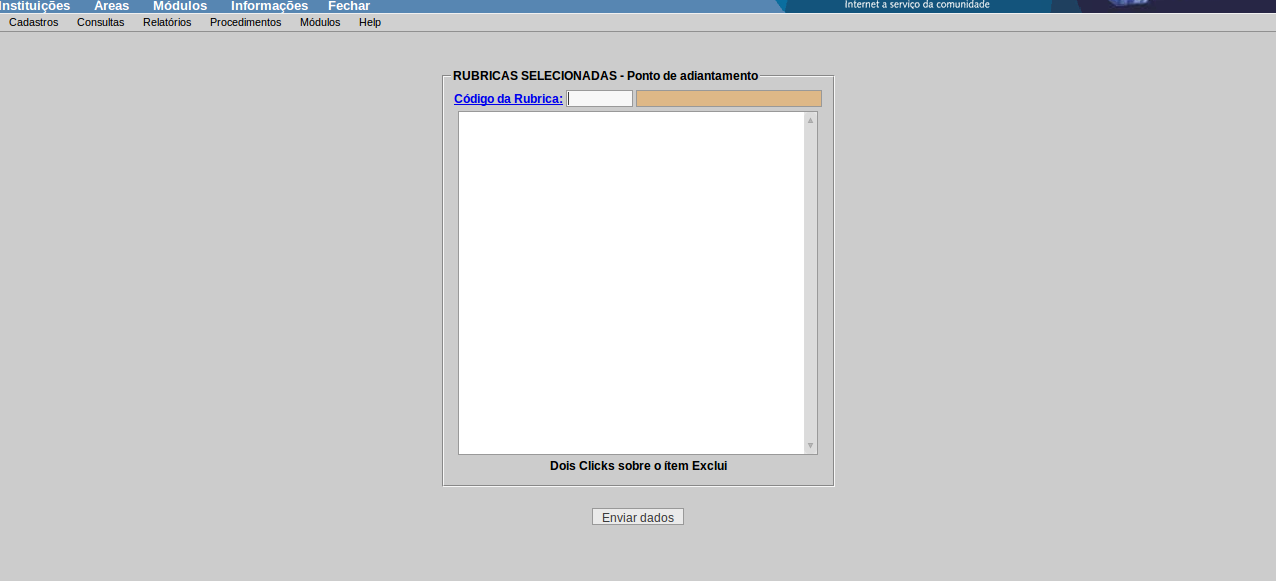 Instituições Áreas Módulos Informações Fechar
Internet a serviço da comunidade
Cadastros Consultas Relatórios Procedimentos Módulos Help
RUBRICAS SELECIONADAS - Ponto de adiantamento
Código da Rubrica:
Dois Clicks sobre o ítem Exclui
Enviar dados